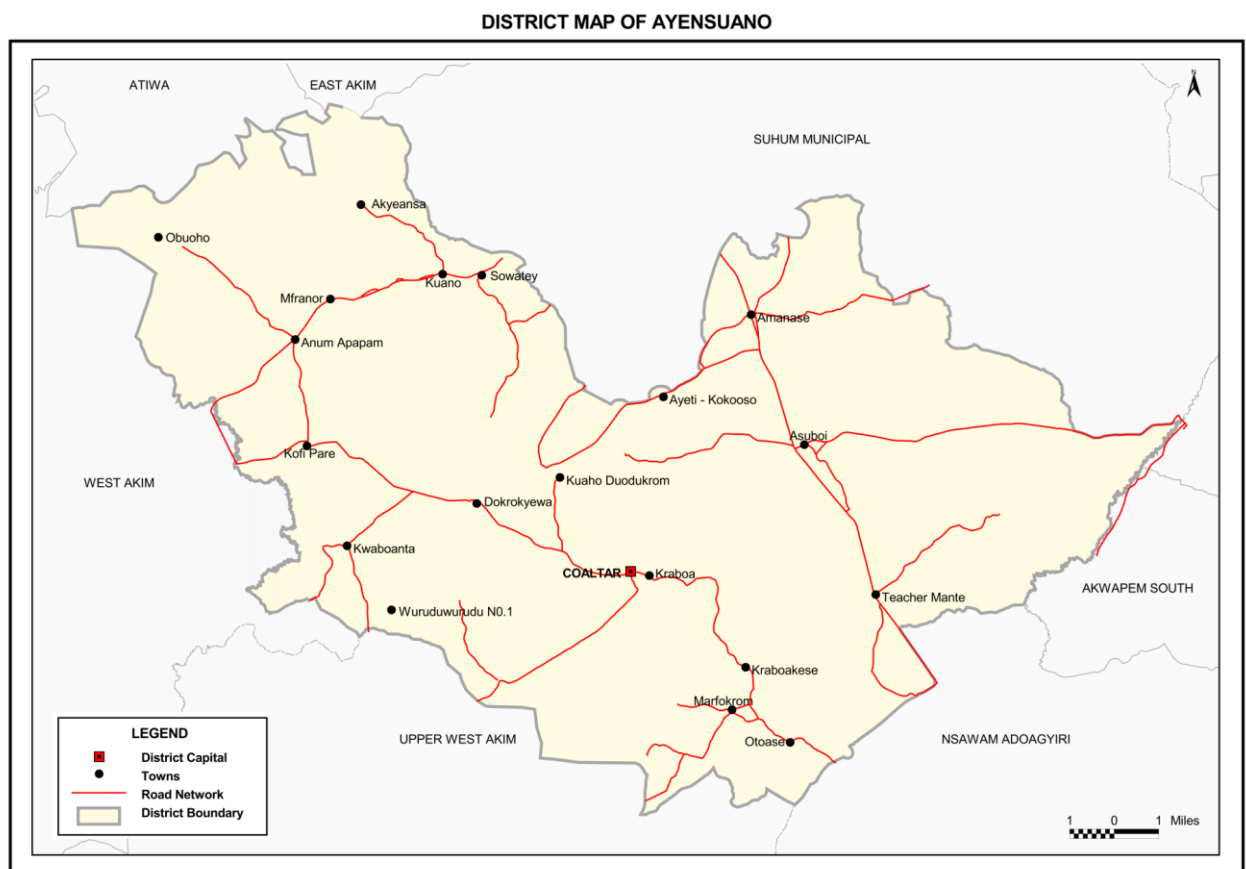 DISTRICT MAP OF AYENSUANO
ATIWA
EAST AKIM
N
SUHUM MUNICIPAL
Akyeansa
Obuoho
Kuano
Sowatey
Mfranor
Amanase
Anum Apapam
Ayeti - Kokooso
Asuboi
Kofi Pare
WEST AKIM
Kuaho Duodukrom
Dokrokyewa
Kwaboanta
COALTAR
Kraboa
AKWAPEM SOUTH
Teacher Mante
Wuruduwurudu N0.1
Kraboakese
Marfokrom
UPPER WEST AKIM
Otoase
NSAWAM ADOAGYIRI
LEGEND
District Capital
Towns
Road Network
District Boundary
1 0 1 Miles